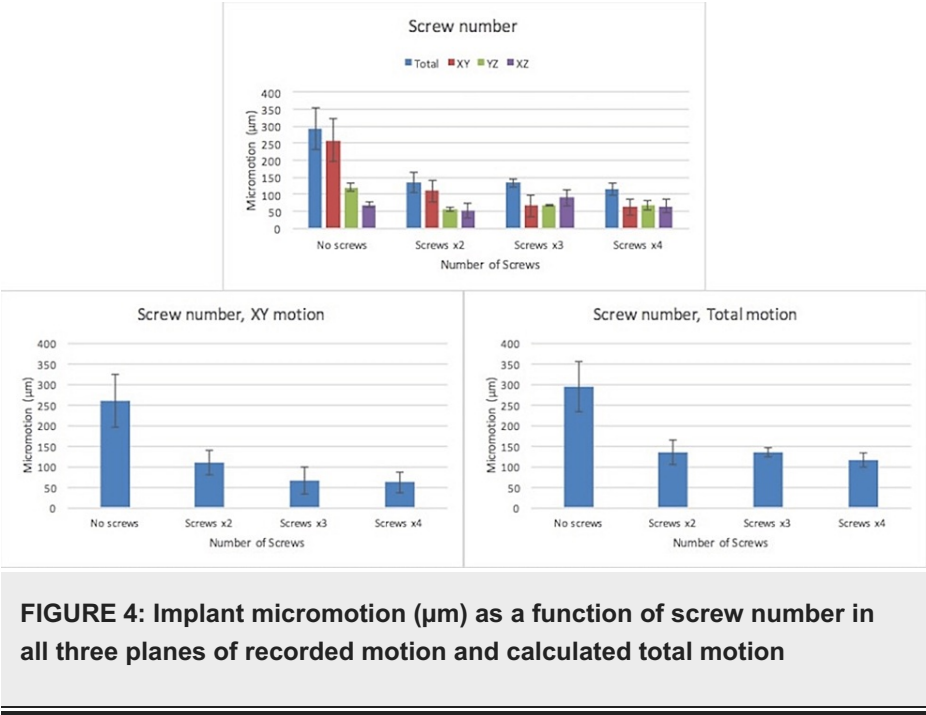 Screw number
Total XY YZ XZ
400
350
300
250
200
150
100
50
0
Micromotion (µm)
No screws Screws x2 Screws x3 Screws x4
Number of Screws
Screw number, XY motion
400
350
300
250
200
150
100
50
0
Micromotion (µm)
No screws Screws x2 Screws x3 Screws x4
Number of Screws
Screw number, Total motion
400
350
300
250
200
150
100
50
0
Micromotion (µm)
No screws Screws x2 Screws x3 Screws x4
Number of Screws
FIGURE 4: Implant micromotion (µm) as a function of screw number in
all three planes of recorded motion and calculated total motion